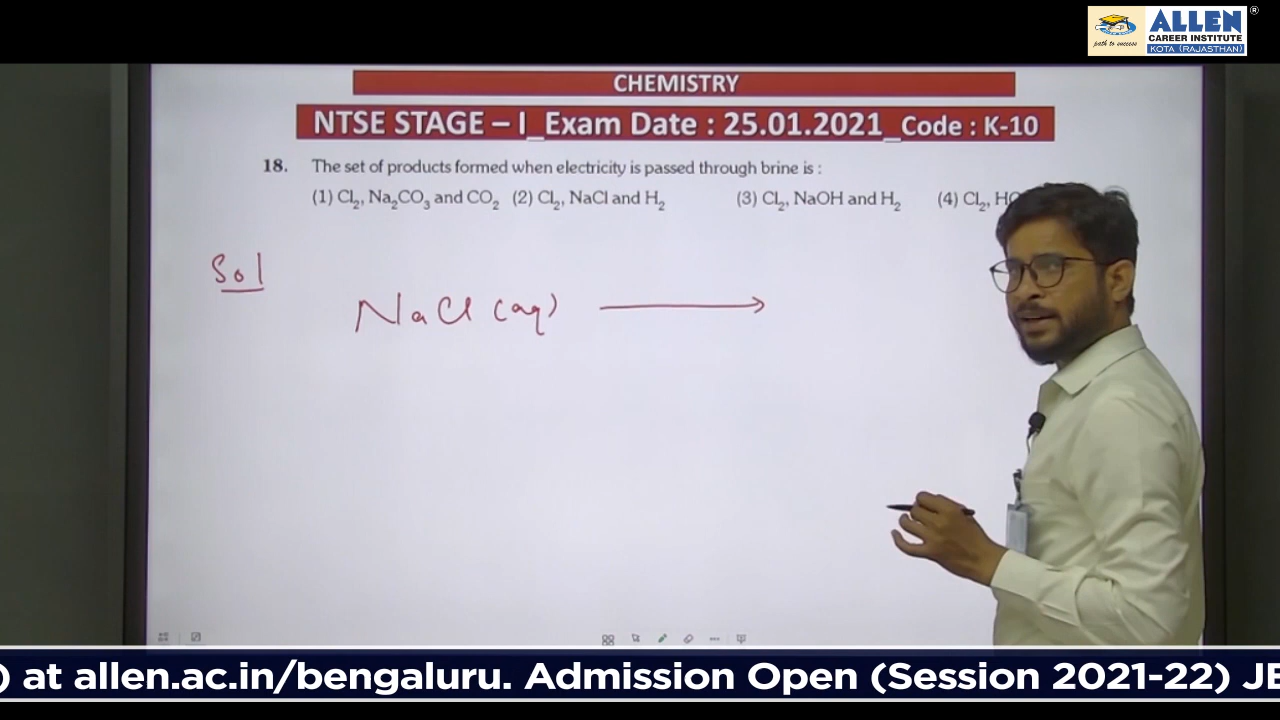 ALLEN
CAREER INSTITUTE
KOTA (RAJASTHAN)
path to success
CHEMISTRY
NTSE STAGE – I_Exam Date : 25.01.2021_Code : K-10
18. The set of products formed when electricity is passed through brine is :
(1) Cl₂, Na₂CO₃ and CO₂ (2) Cl₂, NaCl and H₂ (3) Cl₂, NaOH and H₂ (4) Cl₂,
Sol
NaCl (aq) ⟶
) at allen.ac.in/bengaluru. Admission Open (Session 2021-22)